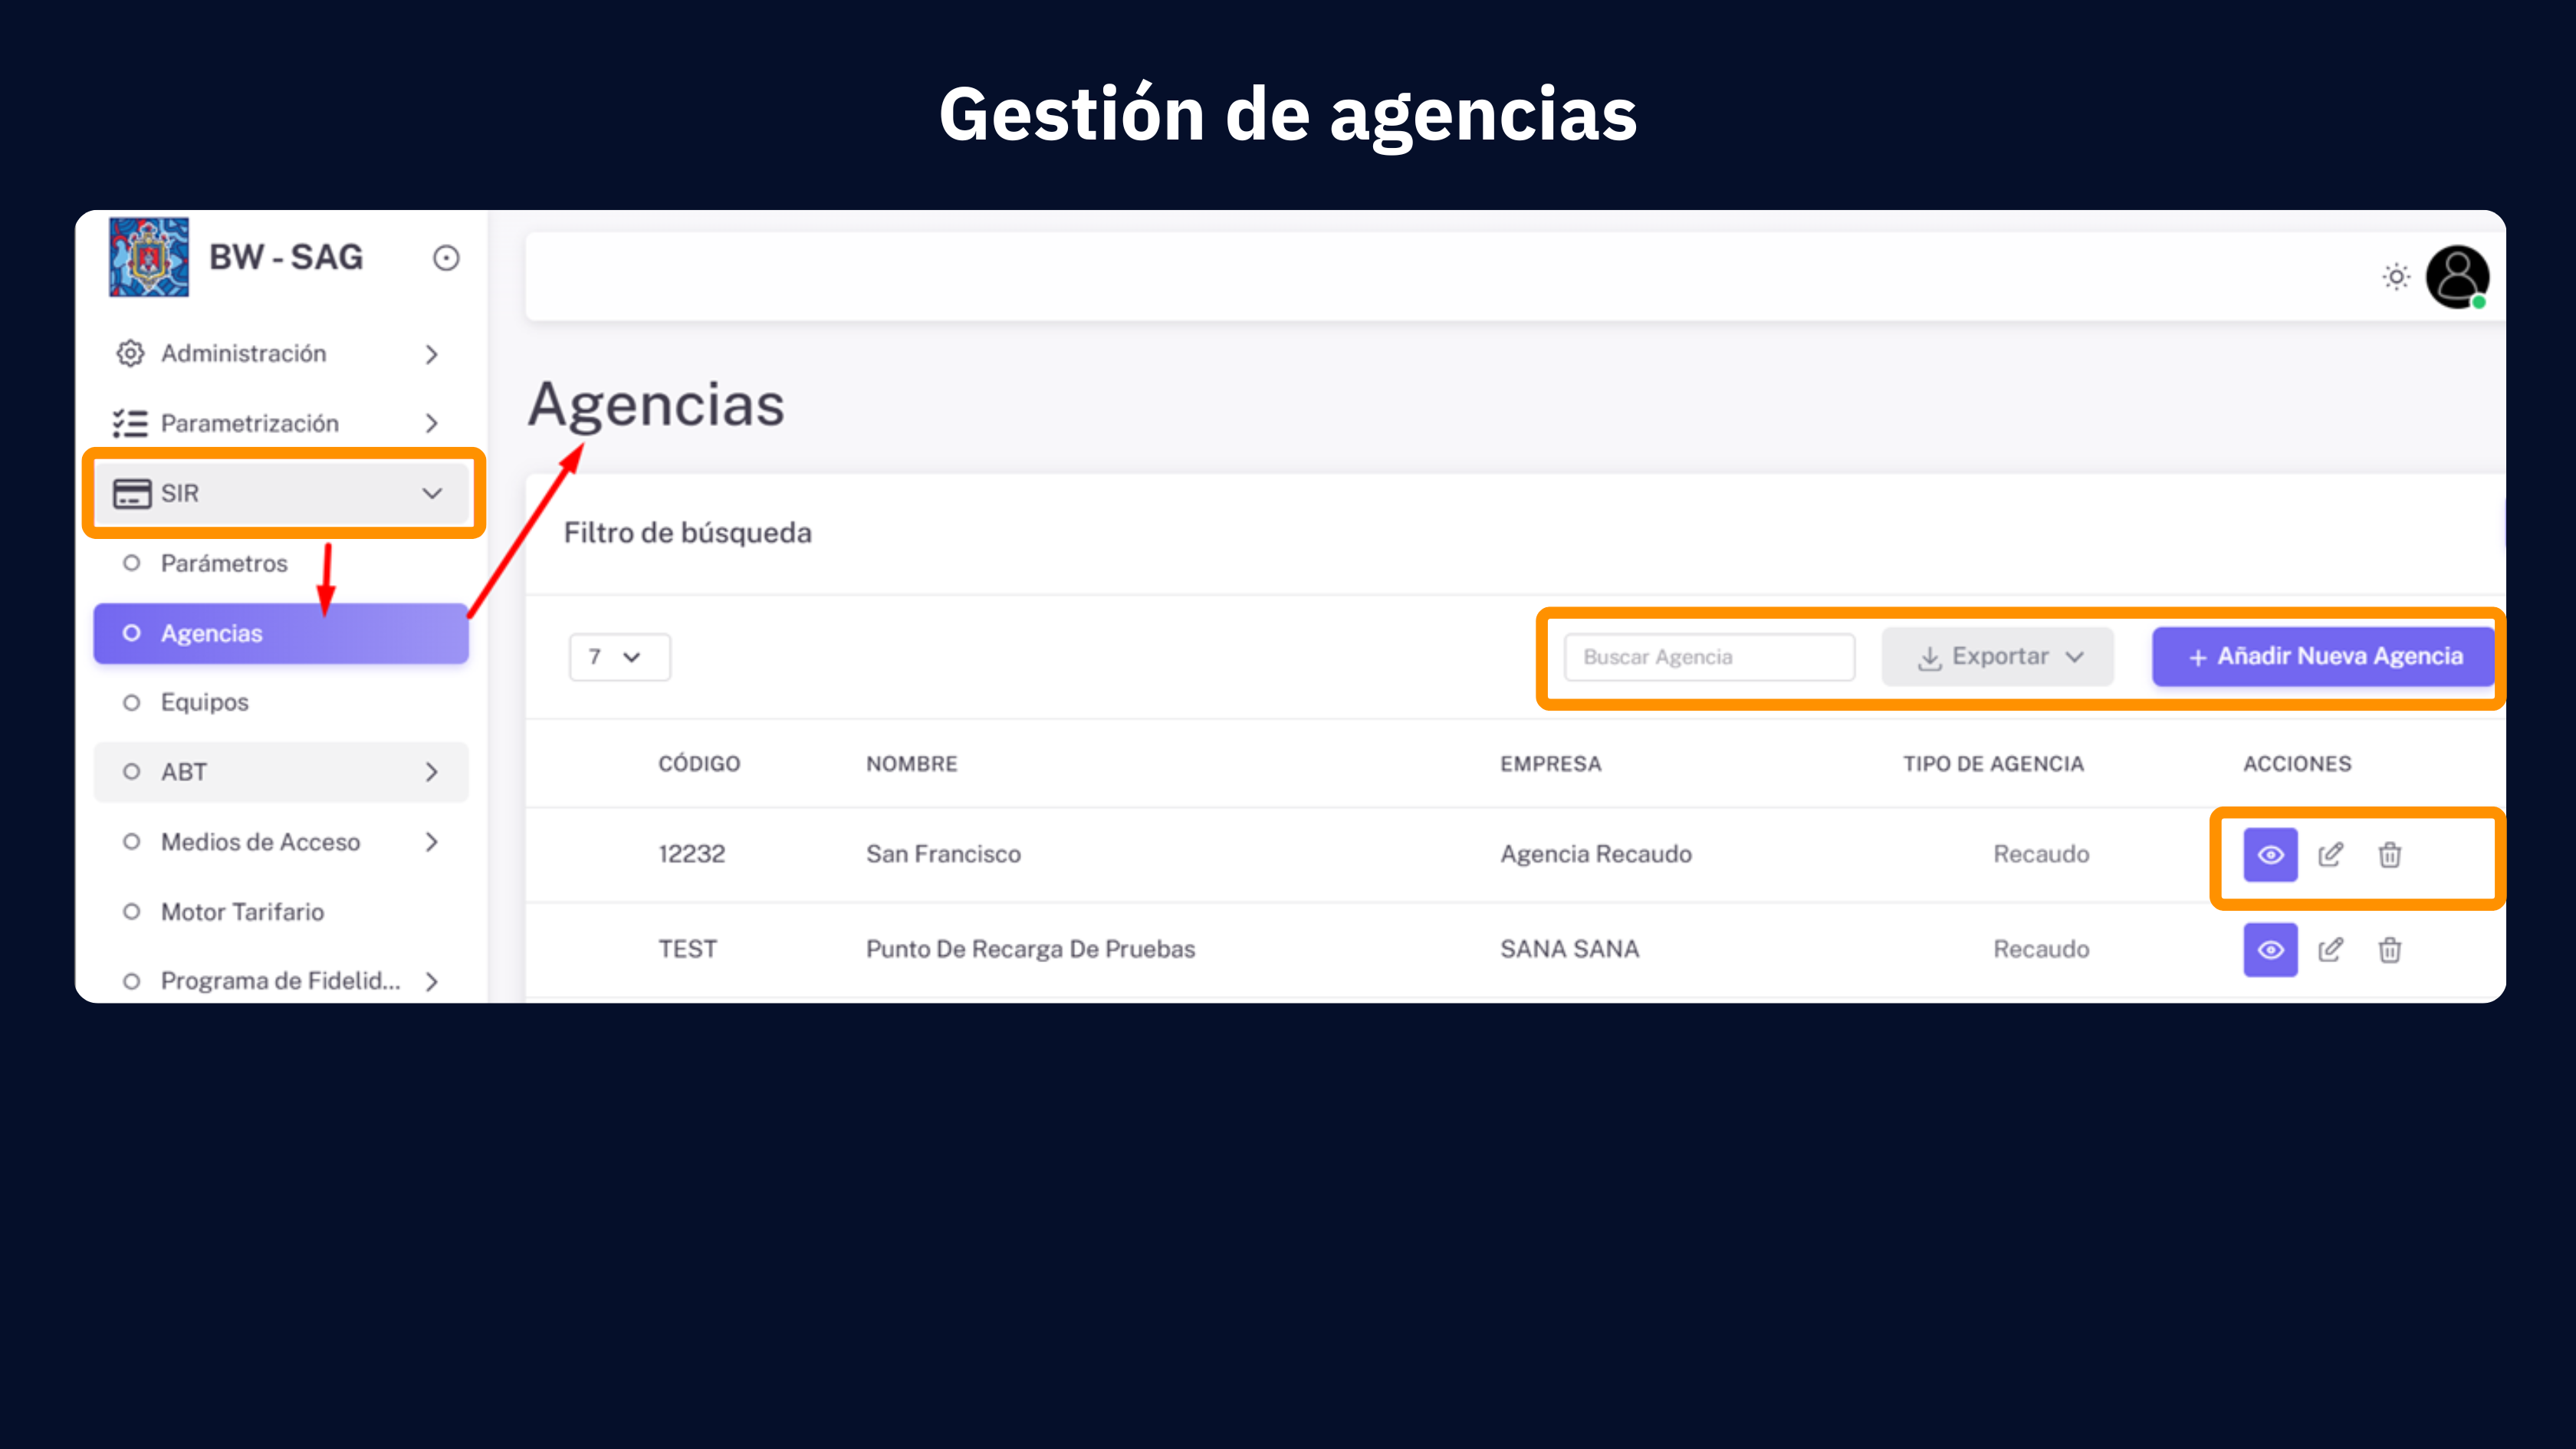 Gestión de agencias
BW - SAG
Administración
Parametrización
SIR
Parámetros
Agencias
Equipos
ABT
Medios de Acceso
Motor Tarifario
Programa de Fidelid...
Agencias
Filtro de búsqueda
7
Buscar Agencia
Exportar
+ Añadir Nueva Agencia
CÓDIGO NOMBRE EMPRESA TIPO DE AGENCIA ACCIONES
12232 San Francisco Agencia Recaudo Recaudo
TEST Punto De Recarga De Pruebas SANA SANA Recaudo